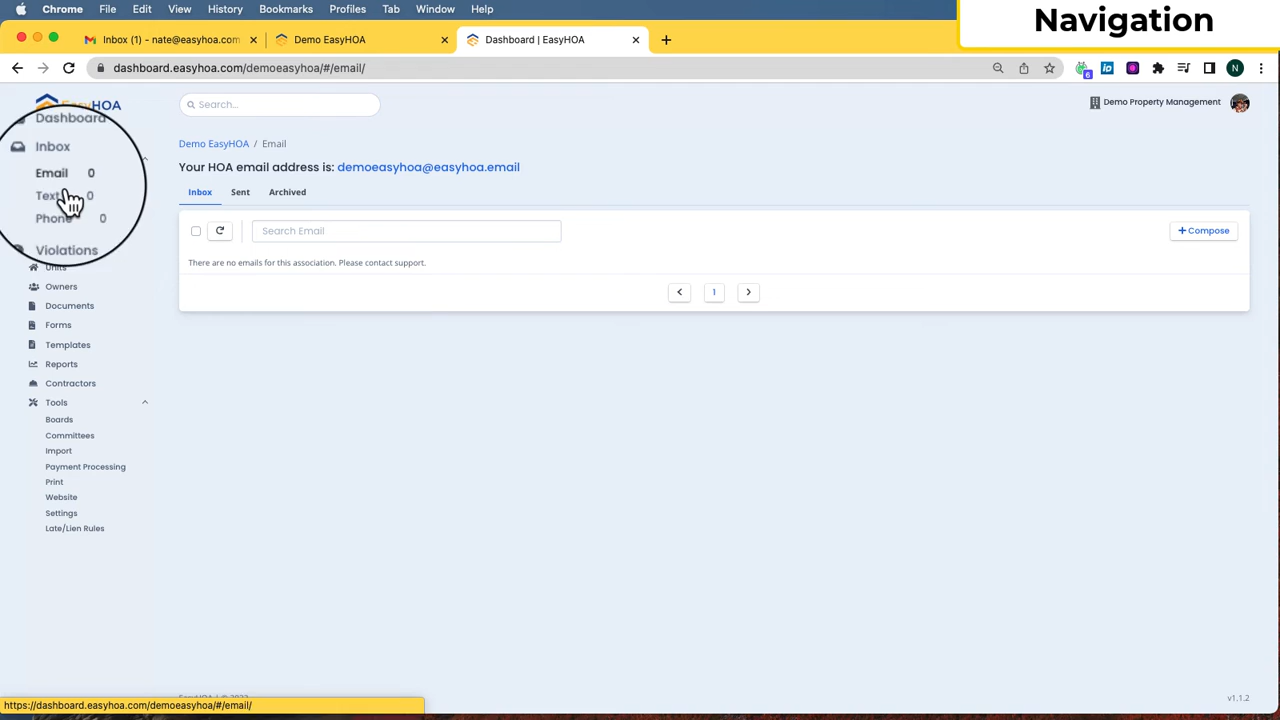 Chrome File Edit View History Bookmarks Profiles Tab Window Help
Navigation
Inbox (1) - nate@easyhoa.com
Demo EasyHOA
Dashboard | EasyHOA
dashboard.easyhoa.com/demoeasyhoa/#/email/
6
N
EasyHOA
Search...
Demo Property Management
Dashboard
Inbox
Email 0
Text 0
Phone 0
Violations
Units
Owners
Documents
Forms
Templates
Reports
Contractors
Tools
Boards
Committees
Import
Payment Processing
Print
Website
Settings
Late/Lien Rules
Demo EasyHOA / Email
Your HOA email address is: demoeasyhoa@easyhoa.email
Inbox Sent Archived
Search Email
+ Compose
There are no emails for this association. Please contact support.
1
v1.1.2
https://dashboard.easyhoa.com/demoeasyhoa/#/email/